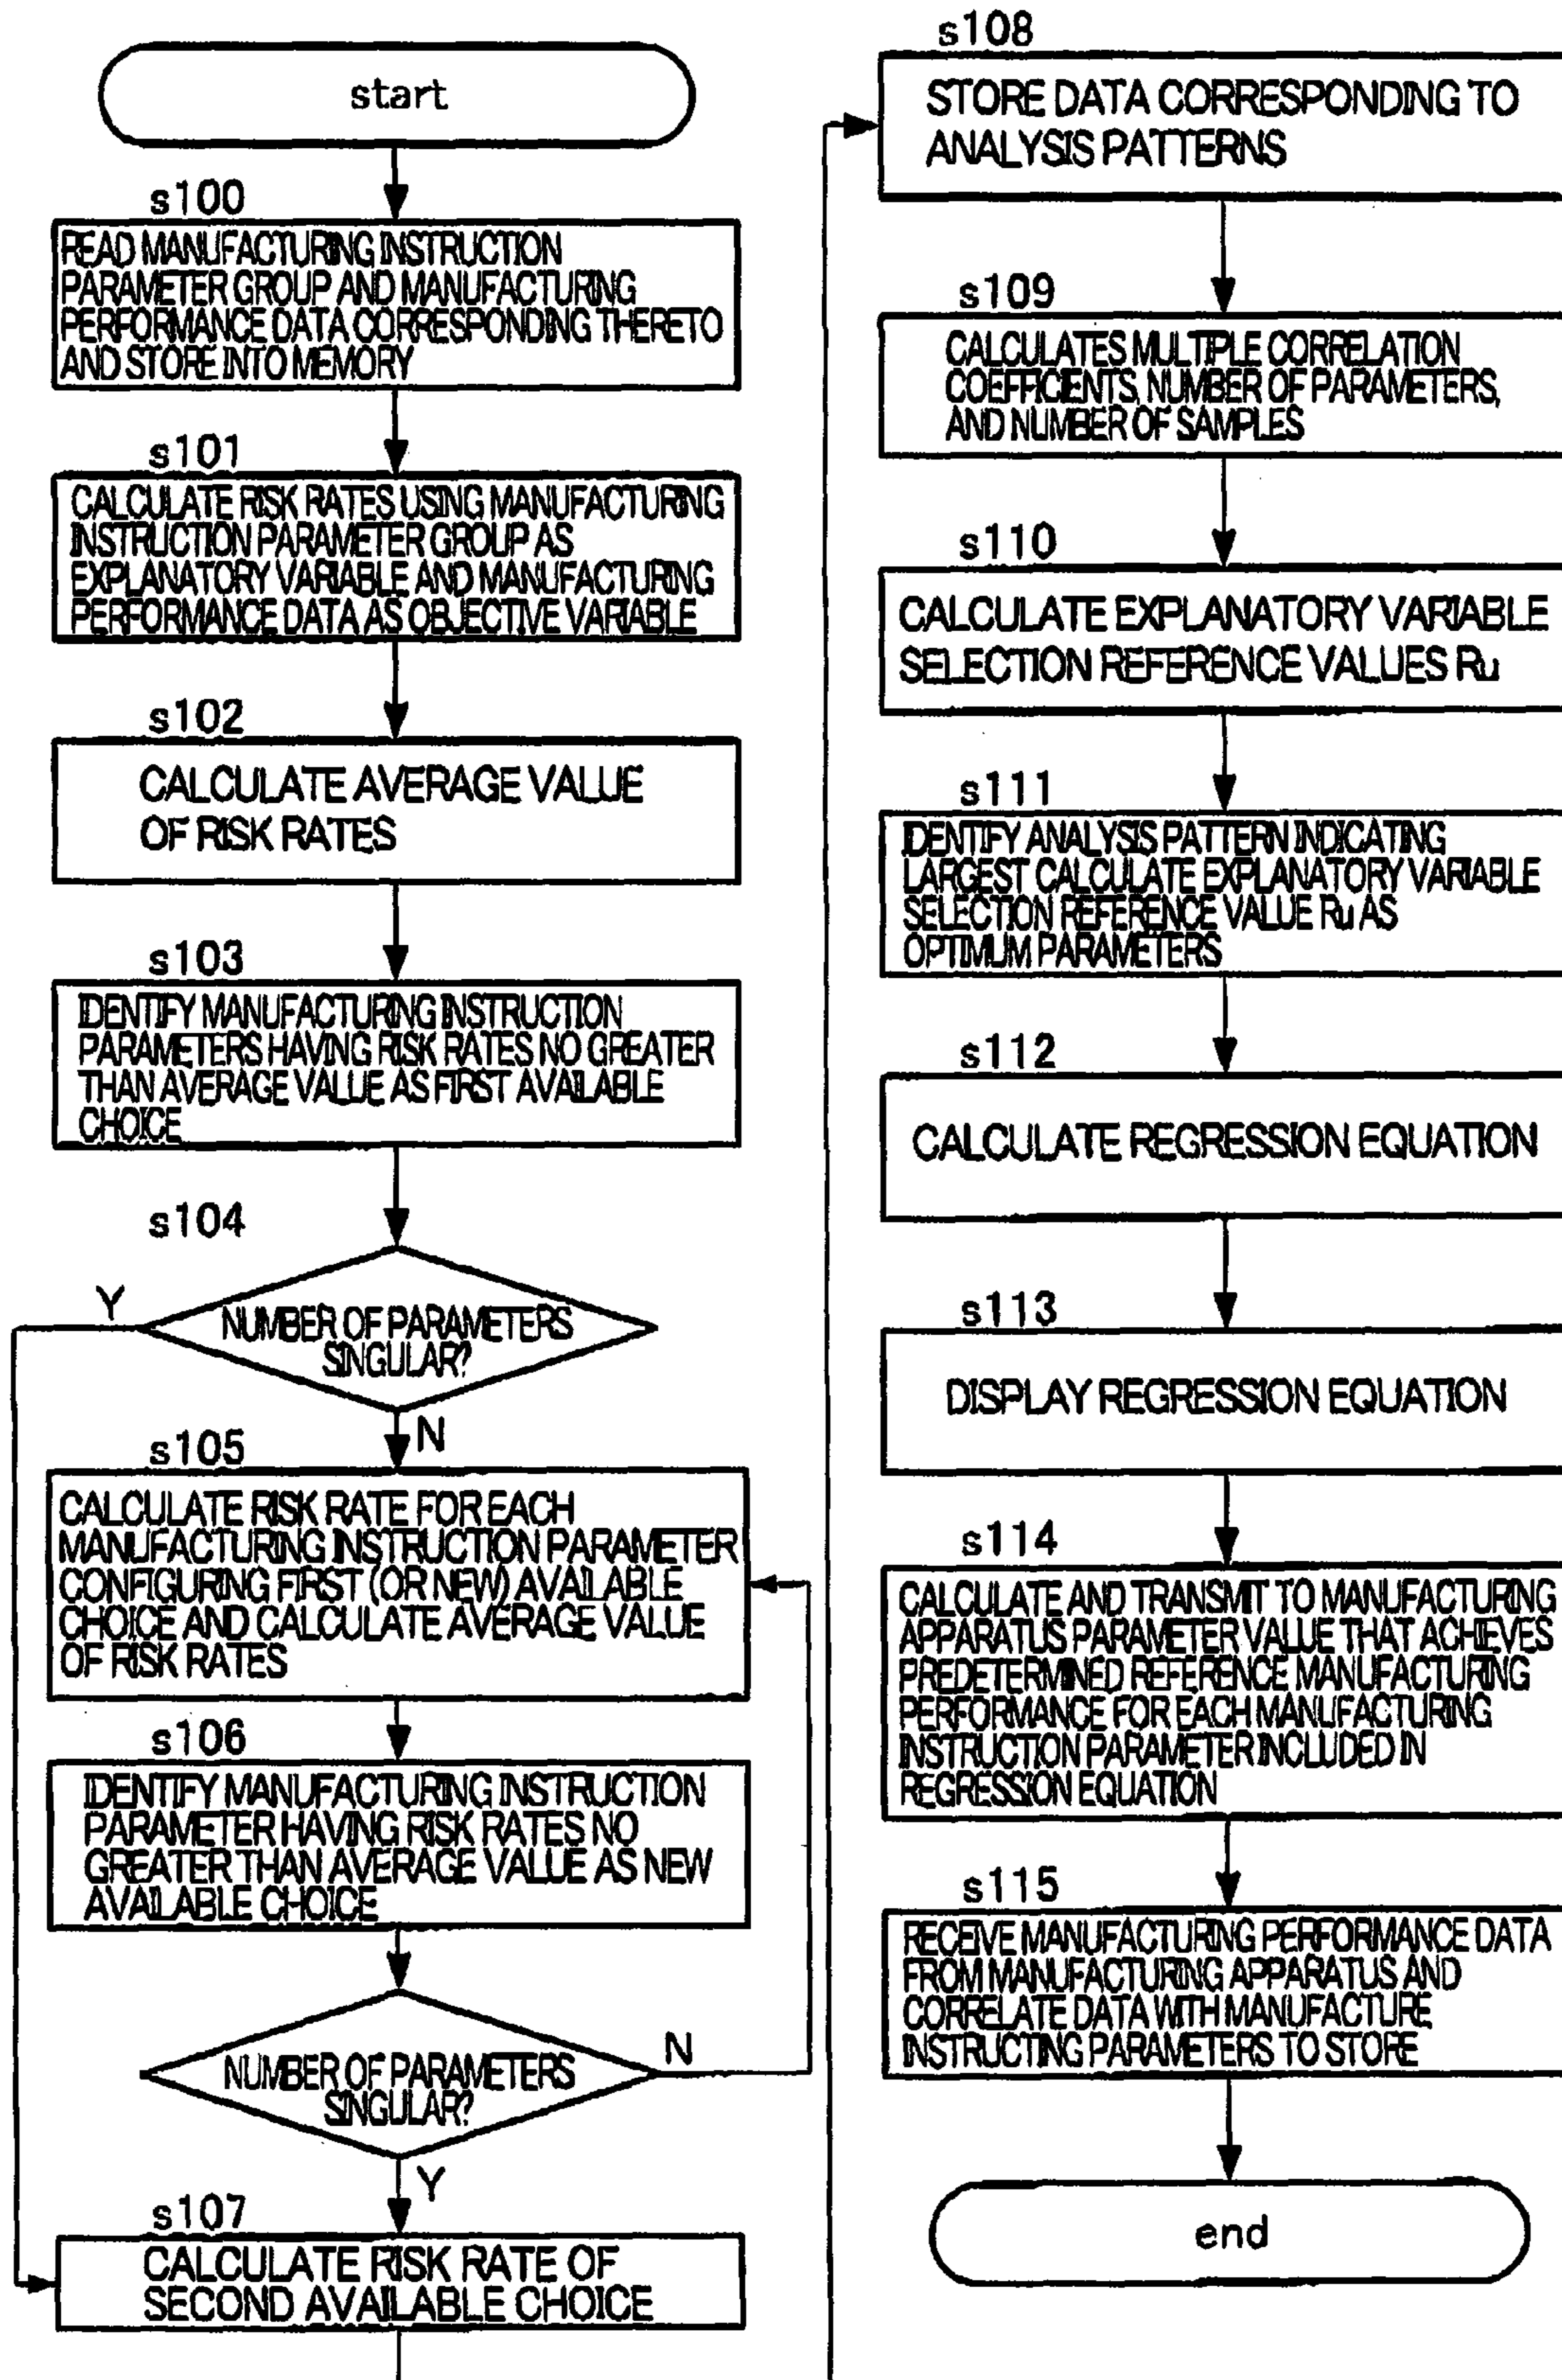 start
s100
READ MANUFACTURING INSTRUCTION
PARAMETER GROUP AND MANUFACTURING
PERFORMANCE DATA CORRESPONDING THERETO
AND STORE INTO MEMORY
s101
CALCULATE RISK RATES USING MANUFACTURING
INSTRUCTION PARAMETER GROUP AS
EXPLANATORY VARIABLE AND MANUFACTURING
PERFORMANCE DATA AS OBJECTIVE VARIABLE
s102
CALCULATE AVERAGE VALUE
OF RISK RATES
s103
IDENTIFY MANUFACTURING INSTRUCTION
PARAMETERS HAVING RISK RATES NO GREATER
THAN AVERAGE VALUE AS FIRST AVAILABLE
CHOICE
s104
Y
NUMBER OF PARAMETERS
SINGULAR?
N
s105
CALCULATE RISK RATE FOR EACH
MANUFACTURING INSTRUCTION PARAMETER
CONFIGURING FIRST (OR NEW) AVAILABLE
CHOICE AND CALCULATE AVERAGE VALUE
OF RISK RATES
s106
IDENTIFY MANUFACTURING INSTRUCTION
PARAMETER HAVING RISK RATES NO
GREATER THAN AVERAGE VALUE AS NEW
AVAILABLE CHOICE
NUMBER OF PARAMETERS
SINGULAR?
N
Y
s107
CALCULATE RISK RATE OF
SECOND AVAILABLE CHOICE
s108
STORE DATA CORRESPONDING TO
ANALYSIS PATTERNS
s109
CALCULATES MULTIPLE CORRELATION
COEFFICIENTS, NUMBER OF PARAMETERS,
AND NUMBER OF SAMPLES
s110
CALCULATE EXPLANATORY VARIABLE
SELECTION REFERENCE VALUES Ru
s111
IDENTIFY ANALYSIS PATTERN INDICATING
LARGEST CALCULATE EXPLANATORY VARIABLE
SELECTION REFERENCE VALUE Ru AS
OPTIMUM PARAMETERS
s112
CALCULATE REGRESSION EQUATION
s113
DISPLAY REGRESSION EQUATION
s114
CALCULATE AND TRANSMIT TO MANUFACTURING
APPARATUS PARAMETER VALUE THAT ACHIEVES
PREDETERMINED REFERENCE MANUFACTURING
PERFORMANCE FOR EACH MANUFACTURING
INSTRUCTION PARAMETER INCLUDED IN
REGRESSION EQUATION
s115
RECEIVE MANUFACTURING PERFORMANCE DATA
FROM MANUFACTURING APPARATUS AND
CORRELATE DATA WITH MANUFACTURE
INSTRUCTING PARAMETERS TO STORE
end